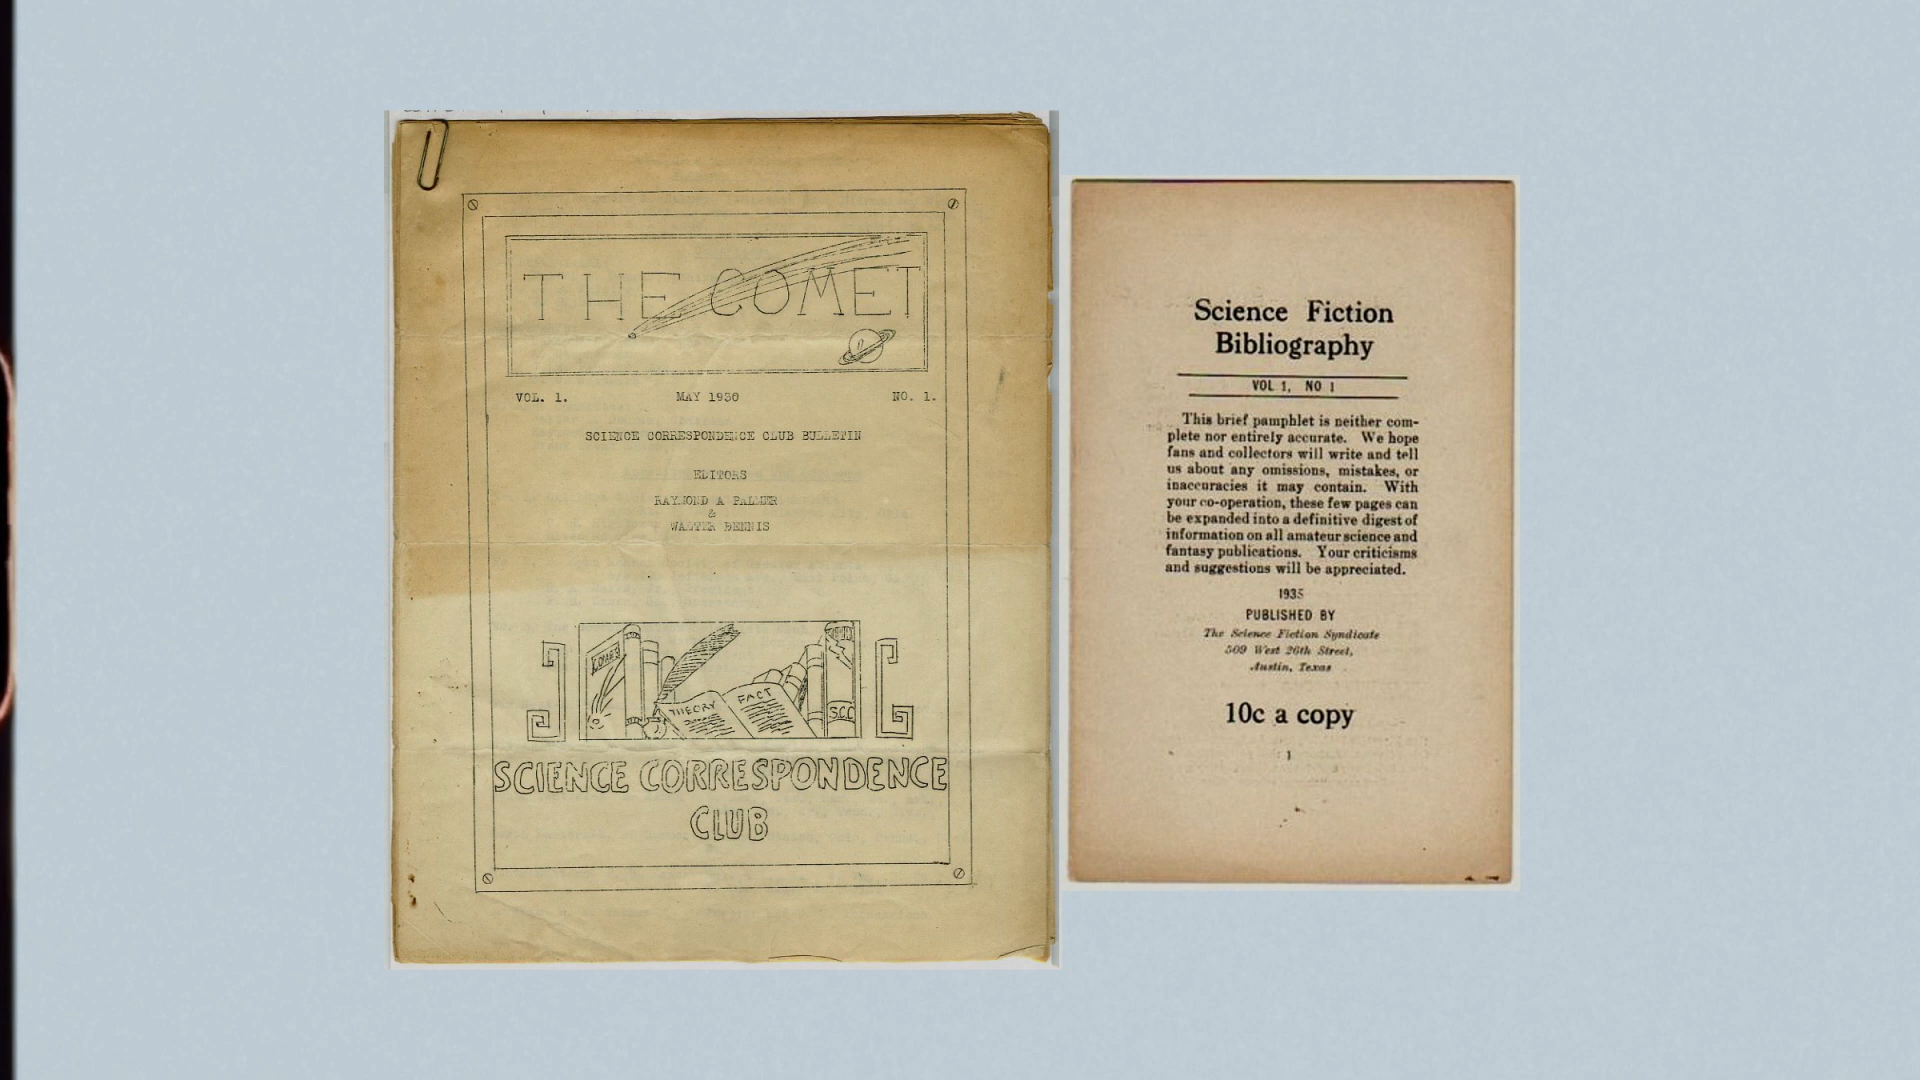 THE COMET
VOL. 1. MAY 1930 NO. 1.
SCIENCE CORRESPONDENCE CLUB BULLETIN
EDITORS
RAYMOND A PALMER
&
WALTER DENNIS
THEORY FACT
S.C.C
SCIENCE CORRESPONDENCE
CLUB
Science Fiction
Bibliography
VOL 1, NO 1
This brief pamphlet is neither com-
plete nor entirely accurate. We hope
fans and collectors will write and tell
us about any omissions, mistakes, or
inaccuracies it may contain. With
your co-operation, these few pages can
be expanded into a definitive digest of
information on all amateur science and
fantasy publications. Your criticisms
and suggestions will be appreciated.
1935
PUBLISHED BY
The Science Fiction Syndicate
509 West 26th Street,
Austin, Texas
10c a copy
1